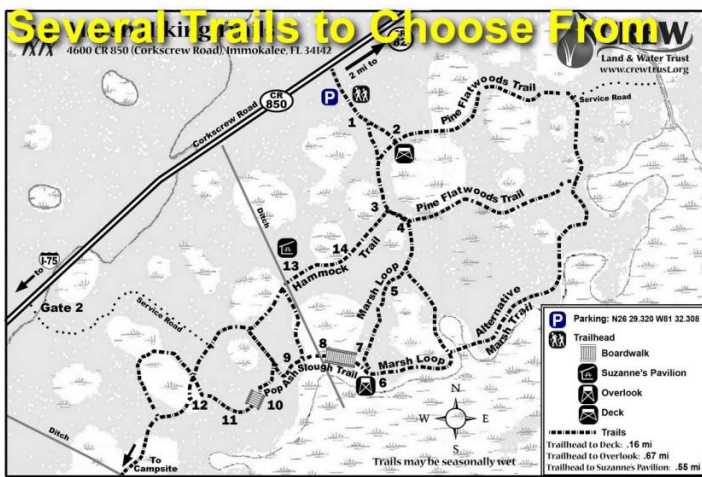 Several Trails to Choose From
4600 CR 850 (Corkscrew Road), Immokalee, FL 34142
CREW
Land & Water Trust
www.crewtrust.org
2 mi to
CR
850
Corkscrew Road
P
1
2
Pine Flatwoods Trail
Service Road
3
4
Pine Flatwoods Trail
Ditch
14
13
Hammock Trail
Marsh Loop
5
I-75
Gate 2
Service Road
Alternative Marsh Trail
8
7
9
Pop Ash Slough Trail
Marsh Loop
6
10
11
12
Ditch
To
Campsite
N
W
E
S
Trails may be seasonally wet
P Parking: N26 29.320 W81 32.308
Trailhead
Boardwalk
Suzanne's Pavilion
Overlook
Deck
Trails
Trailhead to Deck: .16 mi
Trailhead to Overlook: .67 mi
Trailhead to Suzanne's Pavilion: .55 mi